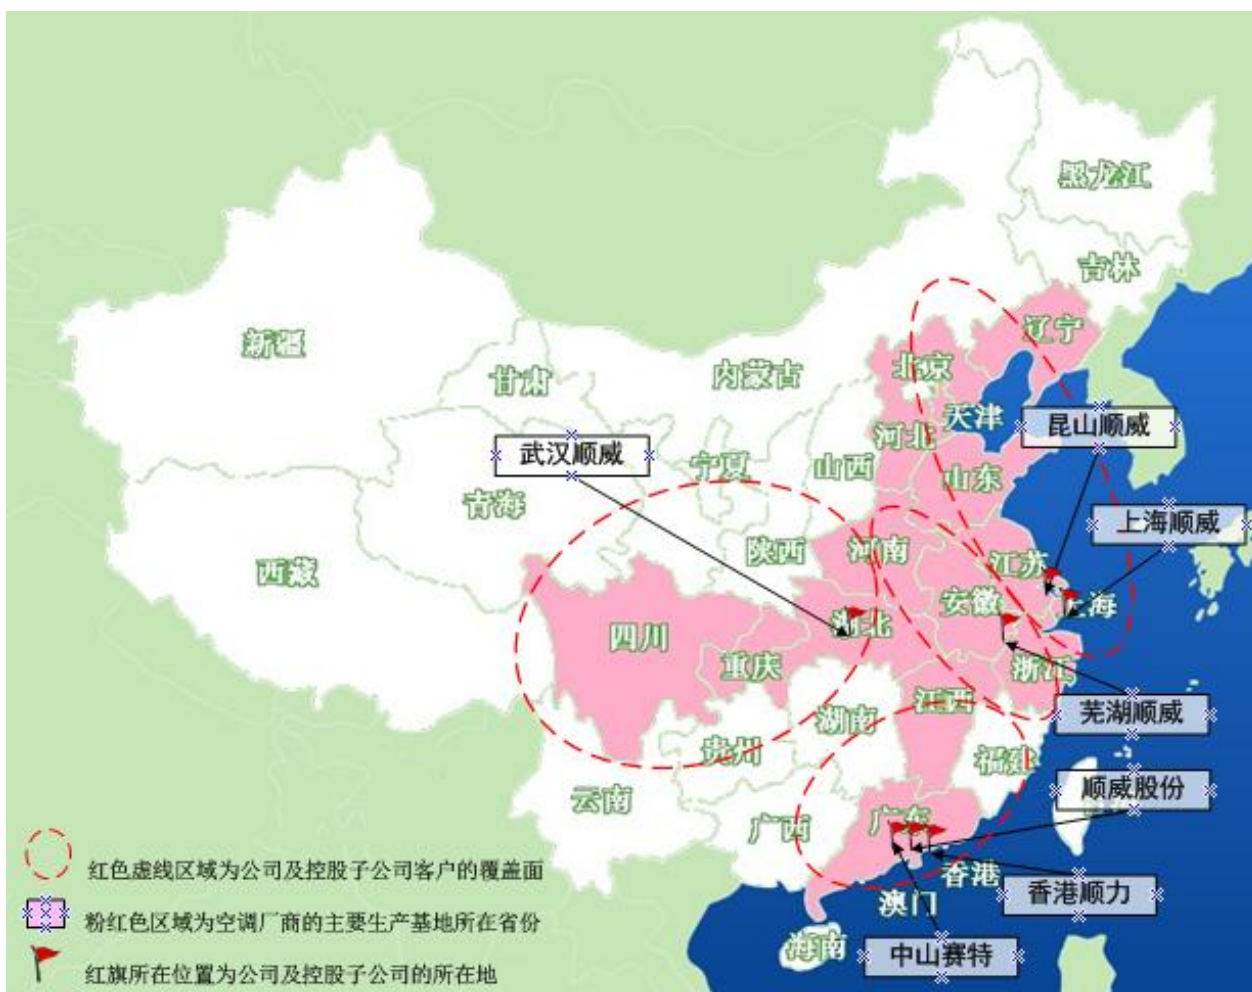 黑龙江
吉林
辽宁
新疆
北京
甘肃
内蒙古
天津
昆山顺威
河北
武汉顺威
宁夏
山西
山东
青海
上海顺威
陕西
河南
江苏
西藏
安徽
上海
湖北
四川
重庆
浙江
江西
芜湖顺威
湖南
贵州
福建
顺威股份
云南
广西
广东
香港
香港顺力
澳门
海南
中山赛特
红色虚线区域为公司及控股子公司客户的覆盖面
粉红色区域为空调厂商的主要生产基地所在省份
红旗所在位置为公司及控股子公司的所在地